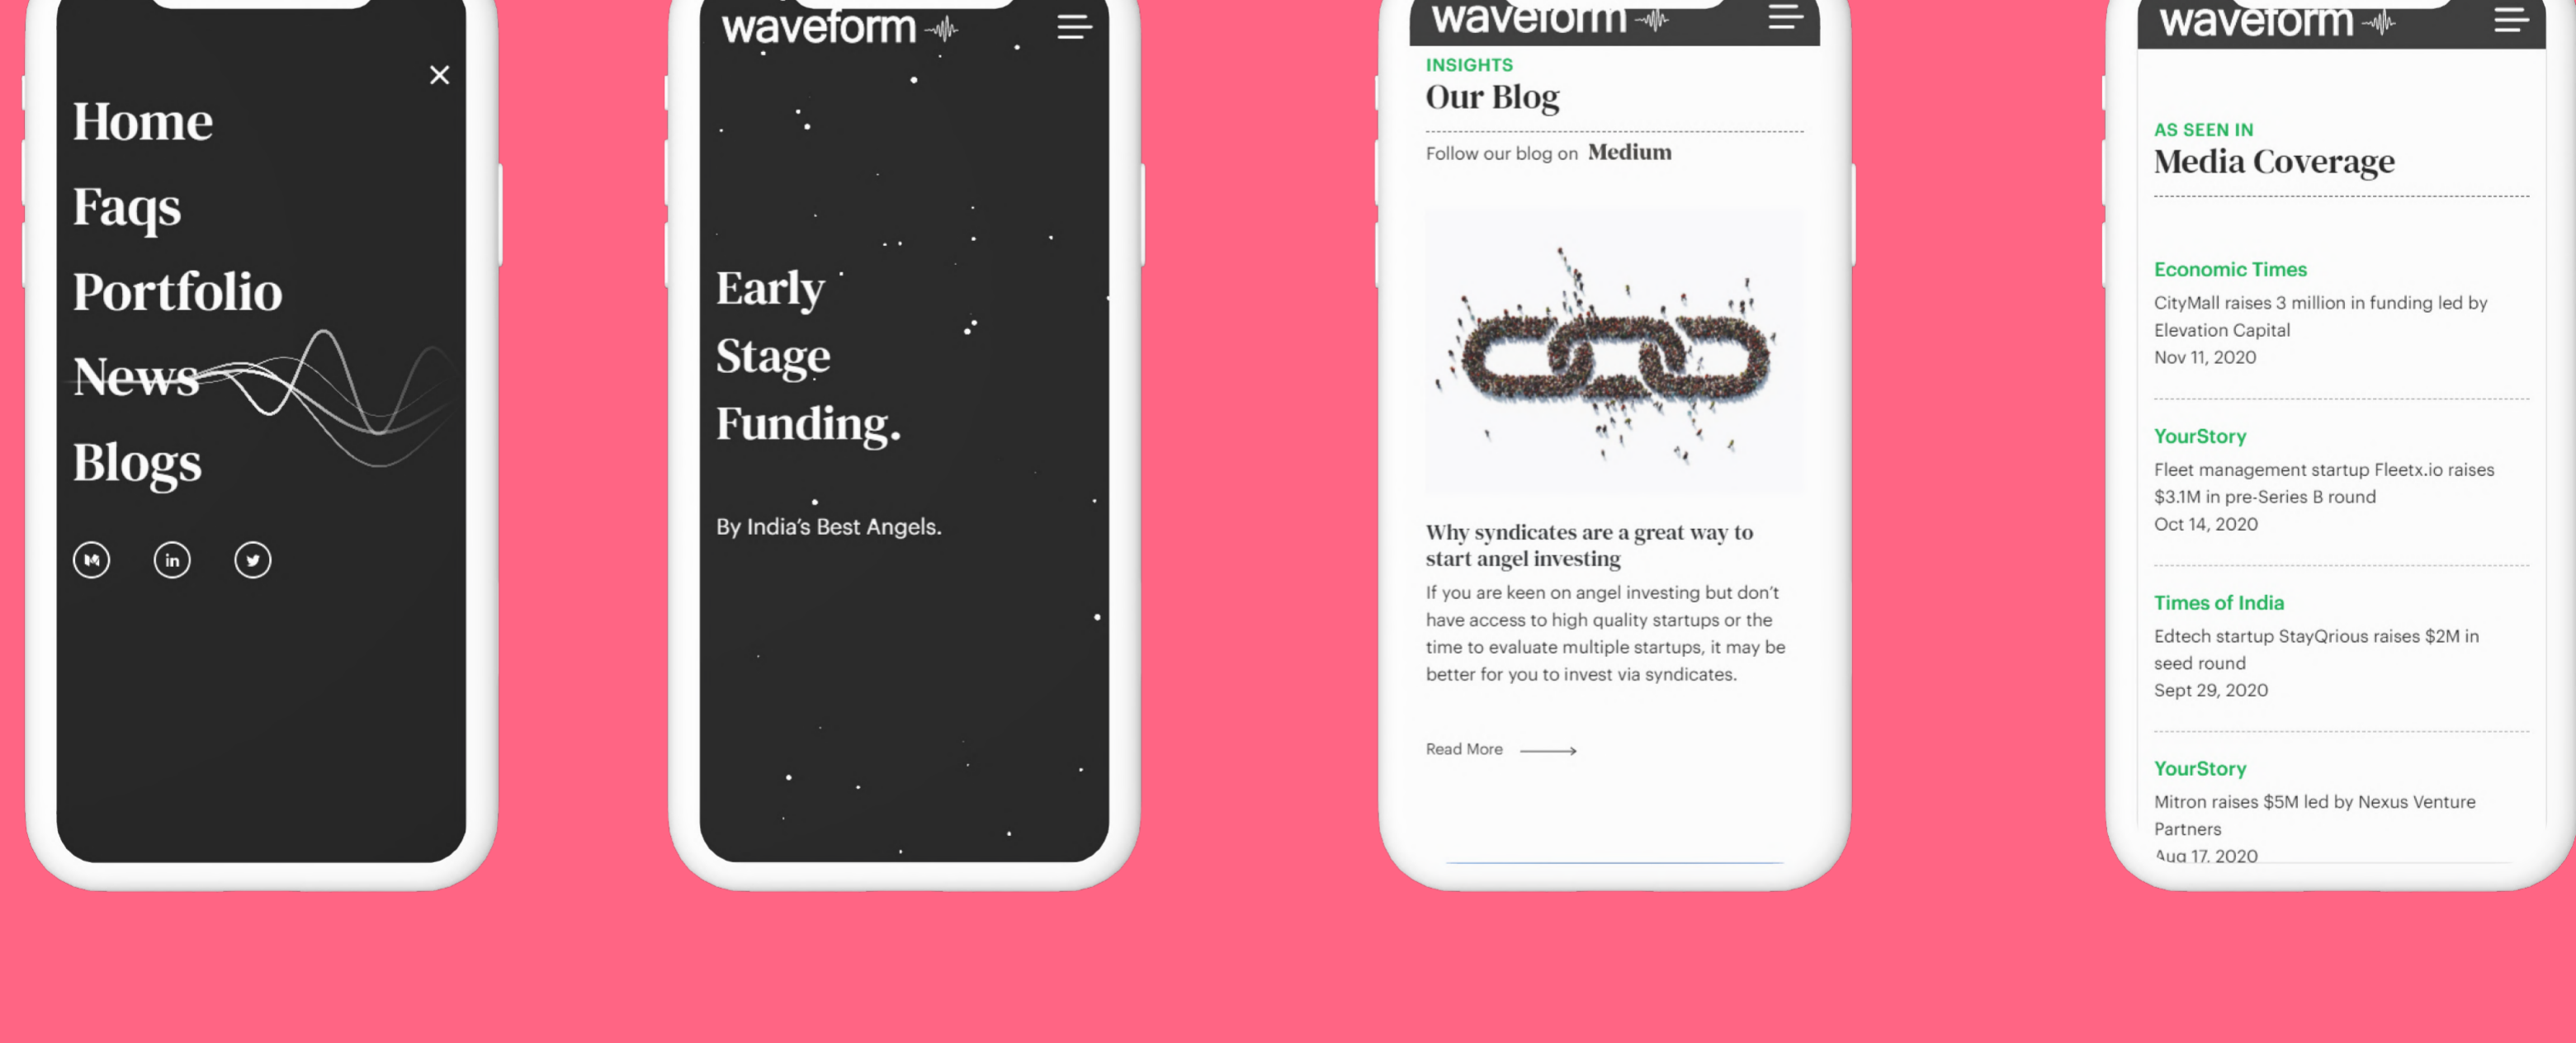 Home
Faqs
Portfolio
News
Blogs
in
waveform
Early
Stage
Funding.
By India's Best Angels.
waveform
INSIGHTS
Our Blog
Follow our blog on Medium
Why syndicates are a great way to
start angel investing
If you are keen on angel investing but don't
have access to high quality startups or the
time to evaluate multiple startups, it may be
better for you to invest via syndicates.
Read More
waveform
AS SEEN IN
Media Coverage
Economic Times
CityMall raises 3 million in funding led by
Elevation Capital
Nov 11, 2020
YourStory
Fleet management startup Fleetx.io raises
$3.1M in pre-Series B round
Oct 14, 2020
Times of India
Edtech startup StayQrious raises $2M in
seed round
Sept 29, 2020
YourStory
Mitron raises $5M led by Nexus Venture
Partners
Aug 17, 2020